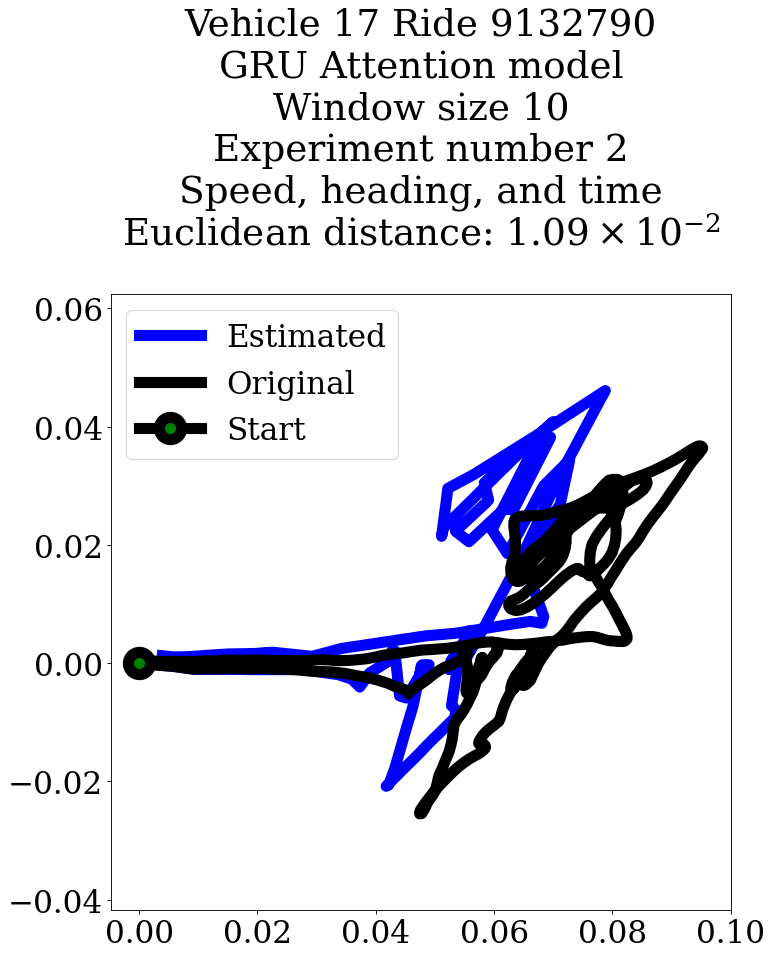 Vehicle 17 Ride 9132790
GRU Attention model
Window size 10
Experiment number 2
Speed, heading, and time
Euclidean distance: 1.09 × 10⁻²
0.06
0.04
0.02
0.00
−0.02
−0.04
Estimated
Original
Start
0.00 0.02 0.04 0.06 0.08 0.10